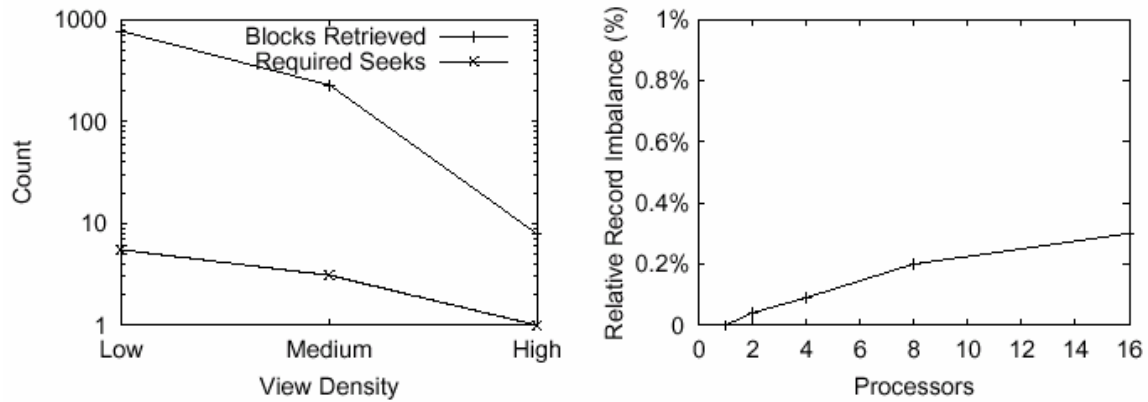 1000
Blocks Retrieved
Required Seeks
100
10
1
Count
Low Medium High
View Density
1%
0.8%
0.6%
0.4%
0.2%
0
Relative Record Imbalance (%)
0 2 4 6 8 10 12 14 16
Processors